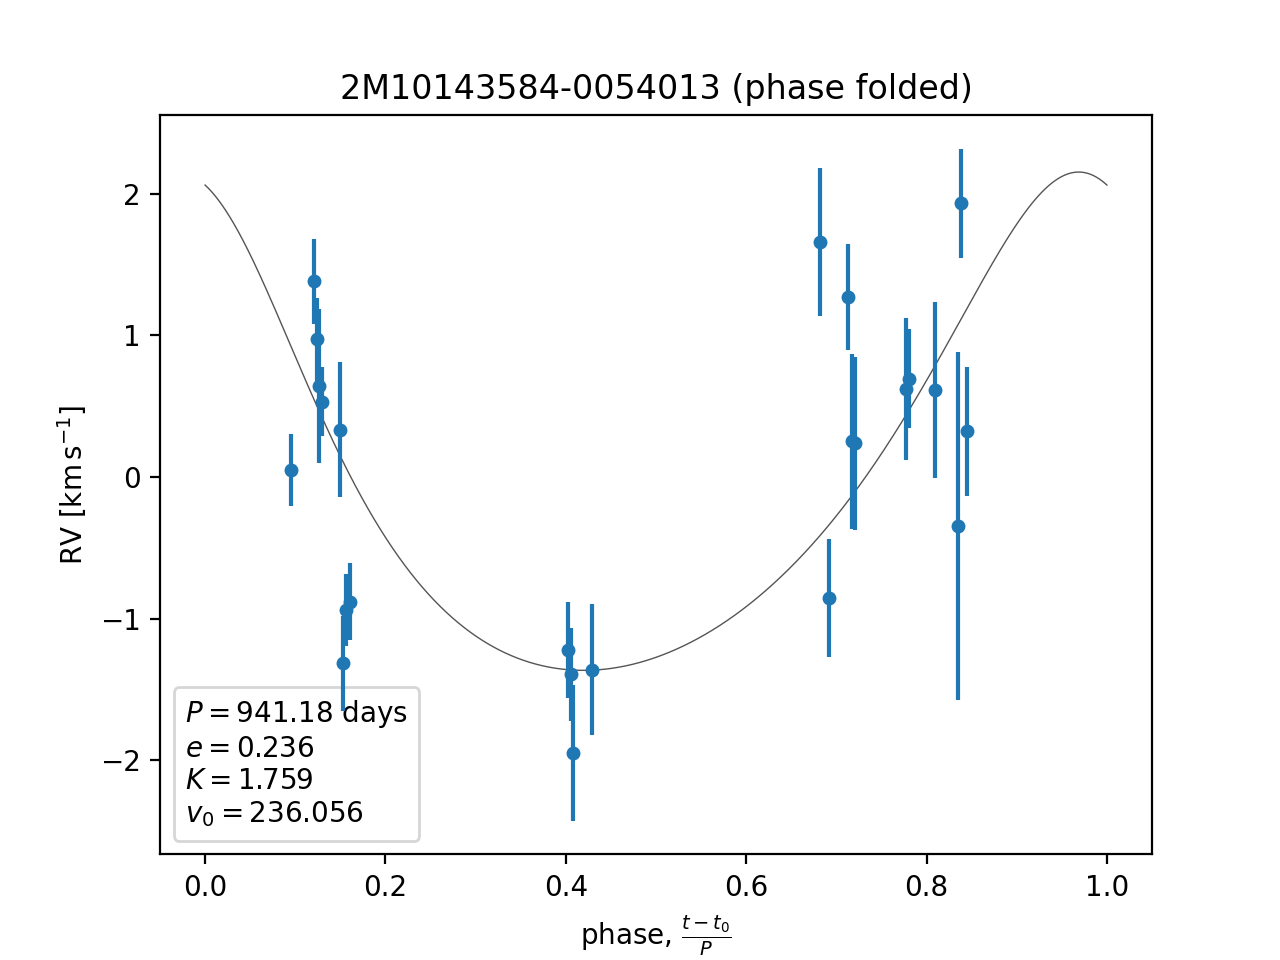 2M10143584-0054013 (phase folded)
RV [km s⁻¹]
2
1
0
−1
−2
P = 941.18 days
e = 0.236
K = 1.759
v₀ = 236.056
0.0 0.2 0.4 0.6 0.8 1.0
phase, (t − t₀)/P